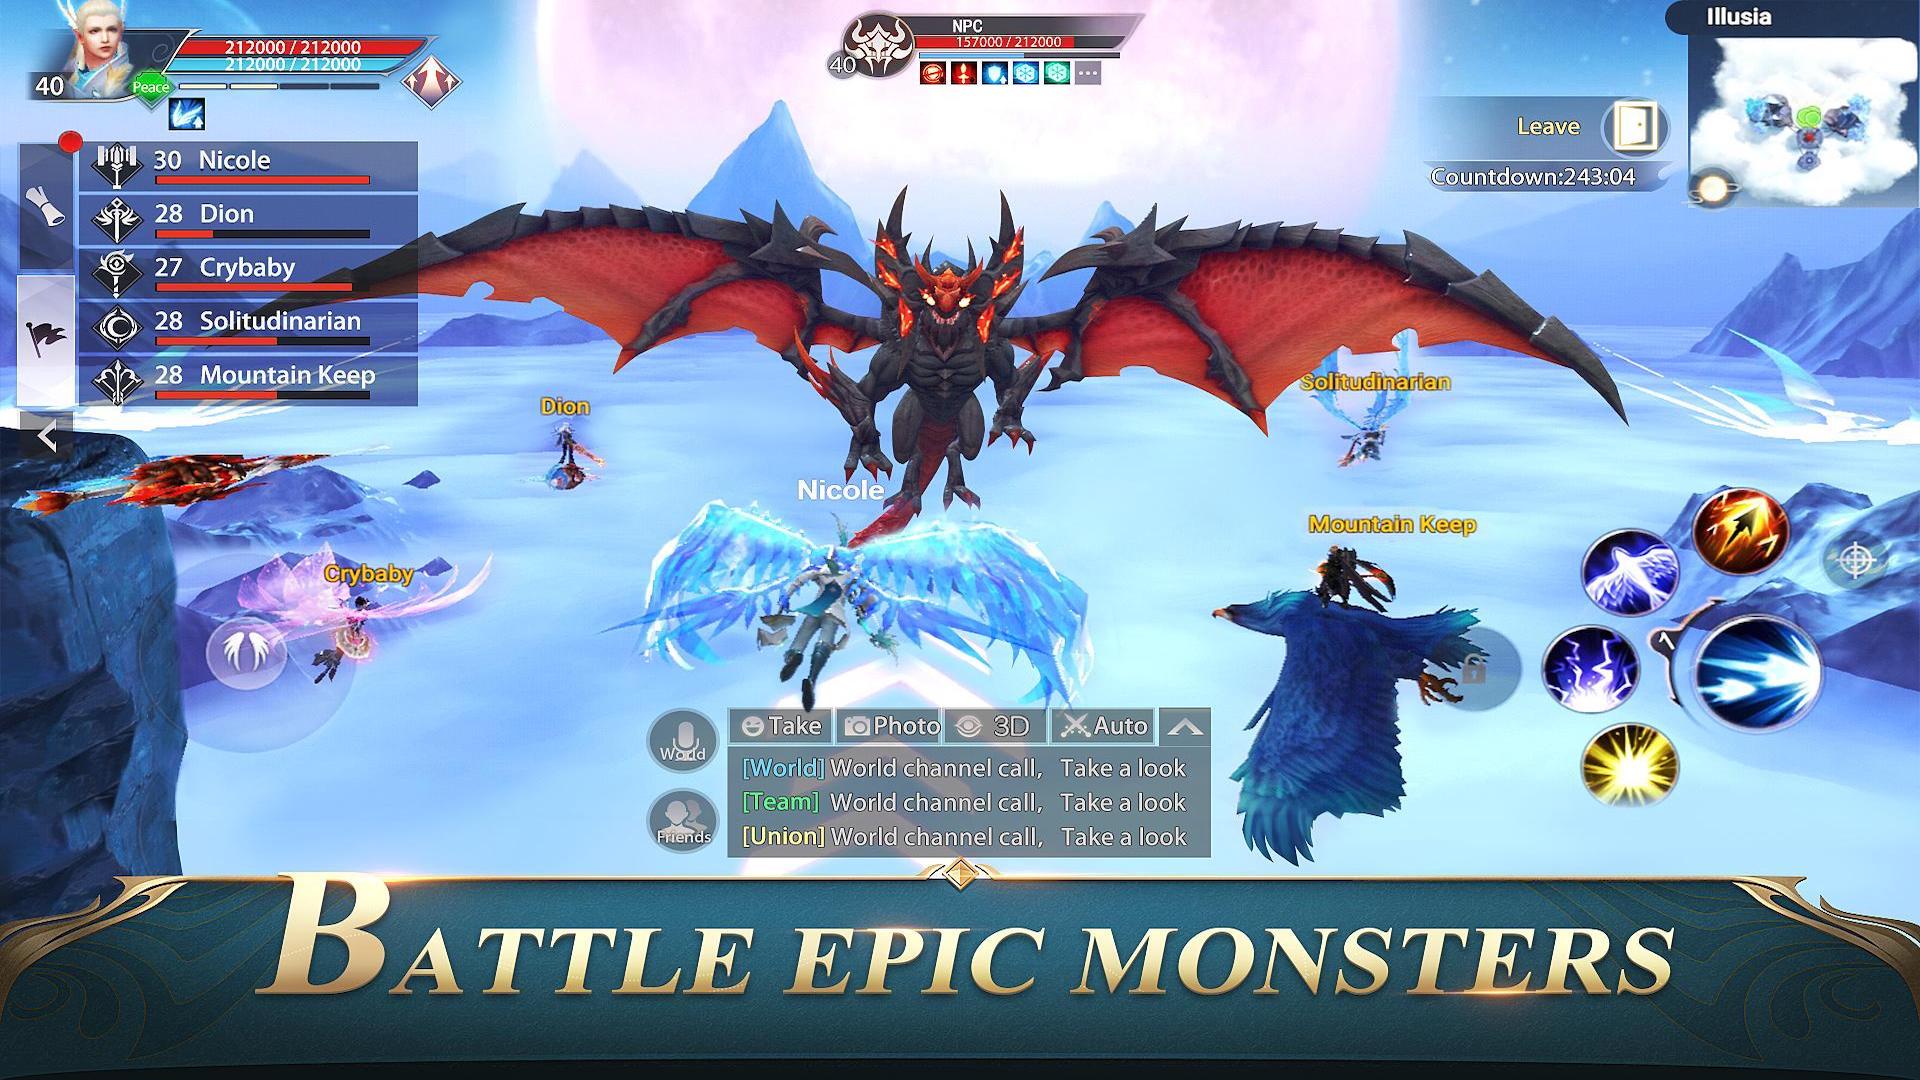 212000 / 212000
212000 / 212000
40
Peace
NPC
157000 / 212000
40
Illusia
Leave
Countdown:243:04
30 Nicole
28 Dion
27 Crybaby
28 Solitudinarian
28 Mountain Keep
Solitudinarian
Dion
Nicole
Mountain Keep
Crybaby
1
World
Take
Photo
3D
Auto
[World] World channel call, Take a look
[Team] World channel call, Take a look
Friends
[Union] World channel call, Take a look
BATTLE EPIC MONSTERS